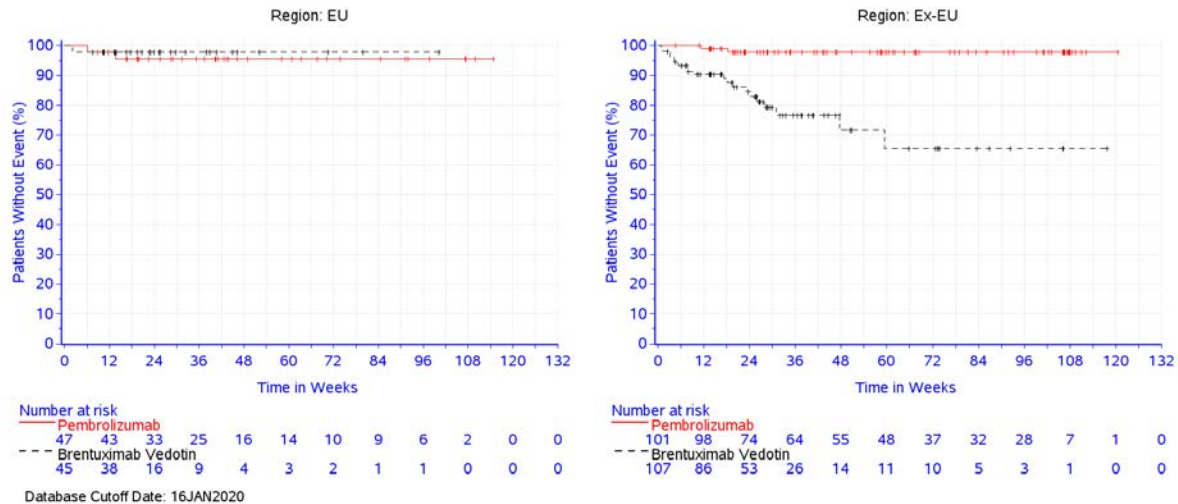 Region: EU
Patients Without Event (%)
100
90
80
70
60
50
40
30
20
10
0
0 12 24 36 48 60 72 84 96 108 120 132
Time in Weeks
Number at risk
Pembrolizumab
47 43 33 25 16 14 10 9 6 2 0 0
Brentuximab Vedotin
45 38 16 9 4 3 2 1 1 0 0 0
Region: Ex-EU
Patients Without Event (%)
100
90
80
70
60
50
40
30
20
10
0
0 12 24 36 48 60 72 84 96 108 120 132
Time in Weeks
Number at risk
Pembrolizumab
101 98 74 64 55 48 37 32 28 7 1 0
Brentuximab Vedotin
107 86 53 26 14 11 10 5 3 1 0 0
Database Cutoff Date: 16JAN2020